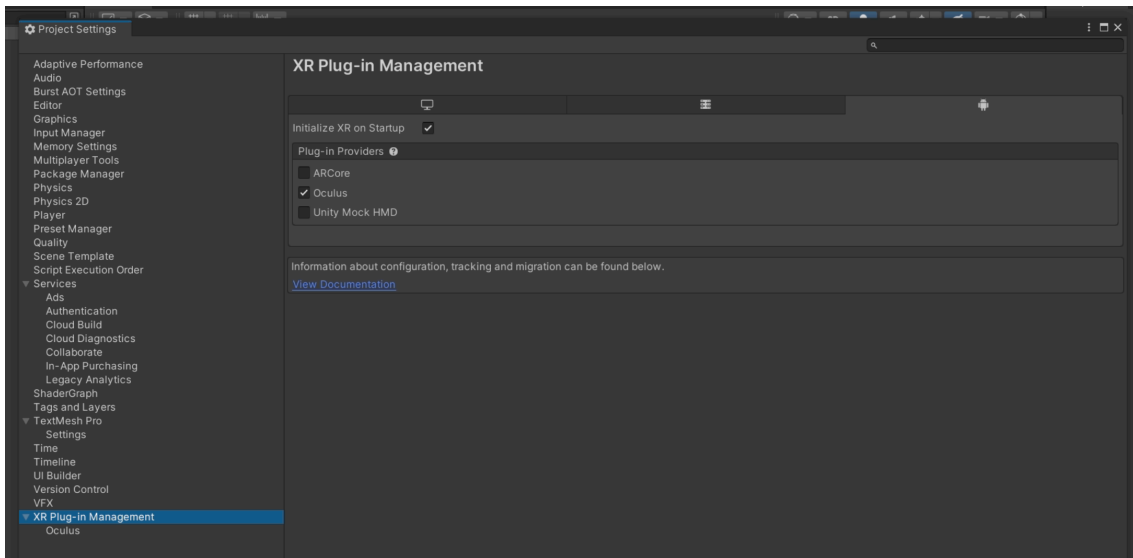 Project Settings
XR Plug-in Management
Adaptive Performance
Audio
Burst AOT Settings
Editor
Graphics
Input Manager
Memory Settings
Multiplayer Tools
Package Manager
Physics
Physics 2D
Player
Preset Manager
Quality
Scene Template
Script Execution Order
Services
Ads
Authentication
Cloud Build
Cloud Diagnostics
Collaborate
In-App Purchasing
Legacy Analytics
ShaderGraph
Tags and Layers
TextMesh Pro
Settings
Time
Timeline
UI Builder
Version Control
VFX
XR Plug-in Management
Oculus
Initialize XR on Startup
Plug-in Providers
ARCore
Oculus
Unity Mock HMD
Information about configuration, tracking and migration can be found below.
View Documentation